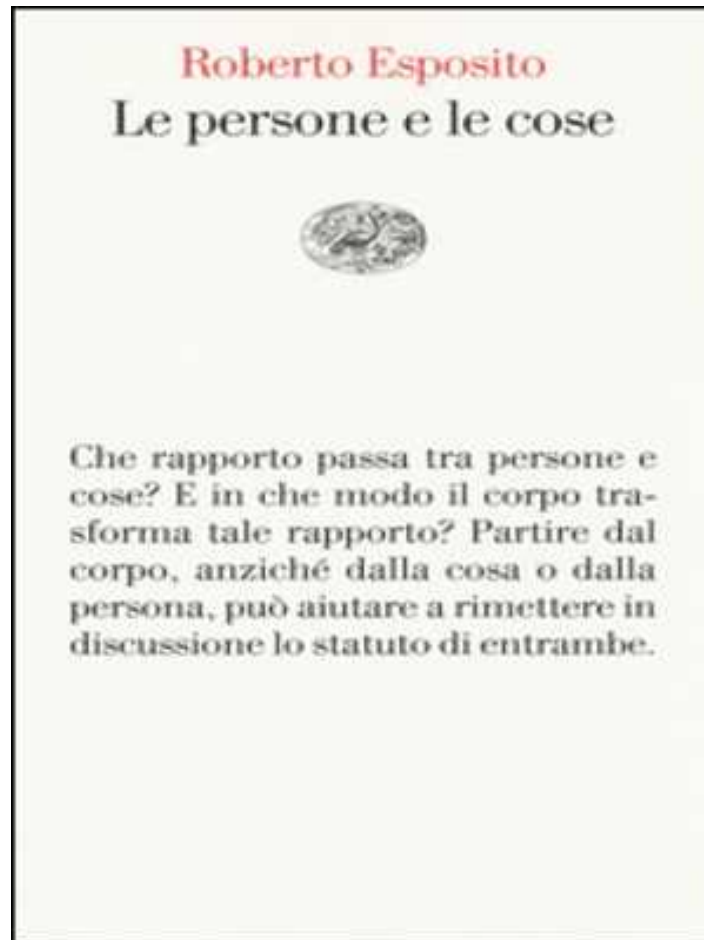 Roberto Esposito
Le persone e le cose
Che rapporto passa tra persone e
cose? E in che modo il corpo tra-
sforma tale rapporto? Partire dal
corpo, anziché dalla cosa o dalla
persona, può aiutare a rimettere in
discussione lo statuto di entrambe.